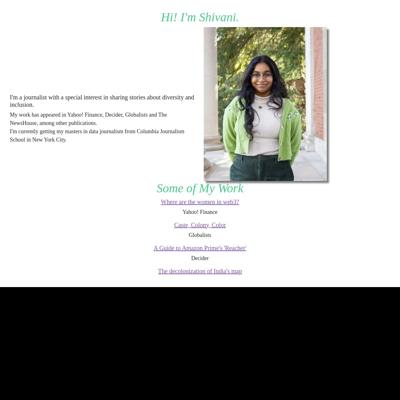 Hi! I'm Shivani.
I'm a journalist with a special interest in sharing stories about diversity and
inclusion.
My work has appeared in Yahoo! Finance, Decider, Globalists and The
NewsHouse, among other publications.
I'm currently getting my masters in data journalism from Columbia Journalism
School in New York City.
Some of My Work
Where are the women in web3?
Yahoo! Finance
Caste, Colony, Color
Globalists
A Guide to Amazon Prime's 'Reacher'
Decider
The decolonization of India's map